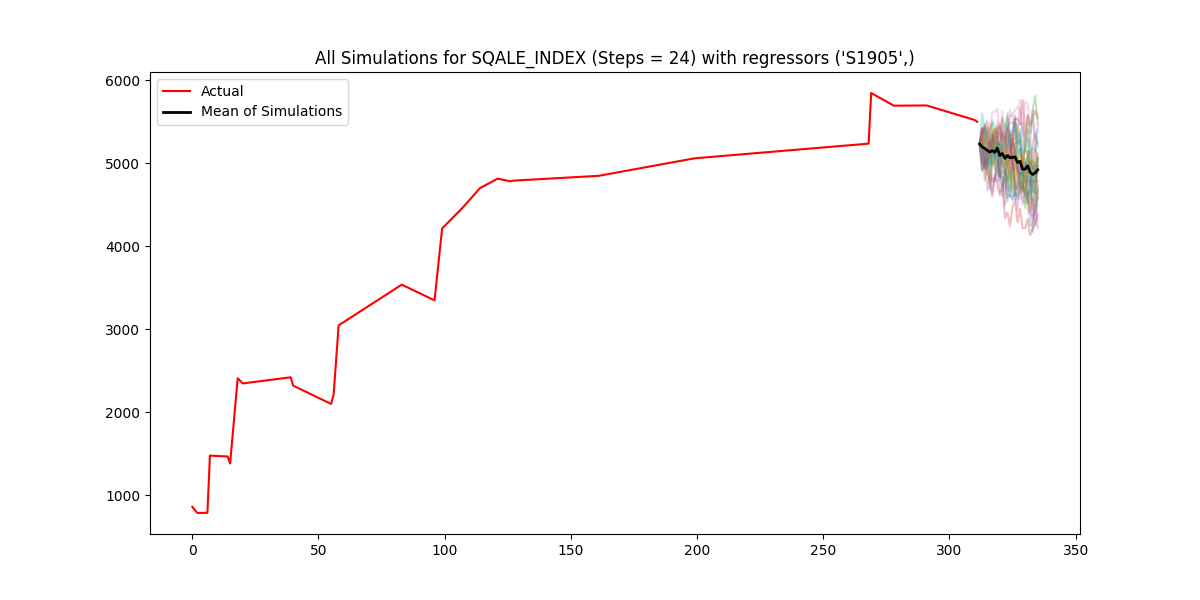 All Simulations for SQALE_INDEX (Steps = 24) with regressors ('S1905',)
Actual
Mean of Simulations
6000
5000
4000
3000
2000
1000
0 50 100 150 200 250 300 350